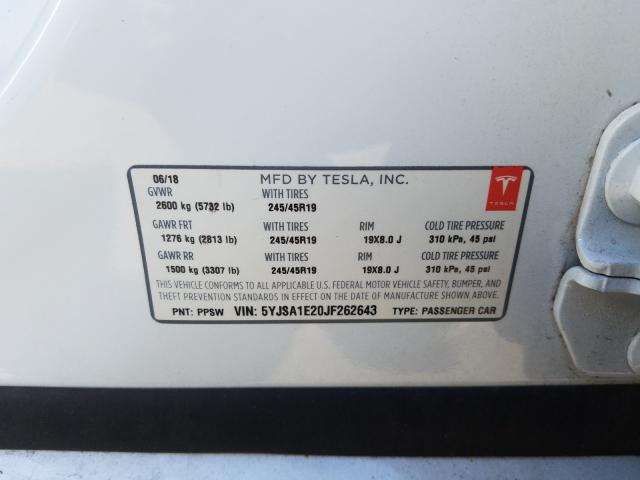 06/18 MFD BY TESLA, INC.
GVWR WITH TIRES
2600 kg (5732 lb) 245/45R19
TESLA
GAWR FRT WITH TIRES RIM COLD TIRE PRESSURE
1276 kg (2813 lb) 245/45R19 19X8.0 J 310 kPa, 45 psi
GAWR RR WITH TIRES RIM COLD TIRE PRESSURE
1500 kg (3307 lb) 245/45R19 19X8.0 J 310 kPa, 45 psi
THIS VEHICLE CONFORMS TO ALL APPLICABLE U.S. FEDERAL MOTOR VEHICLE SAFETY, BUMPER, AND
THEFT PREVENTION STANDARDS IN EFFECT ON THE DATE OF MANUFACTURE SHOWN ABOVE.
PNT: PPSW VIN: 5YJSA1E20JF262643 TYPE: PASSENGER CAR